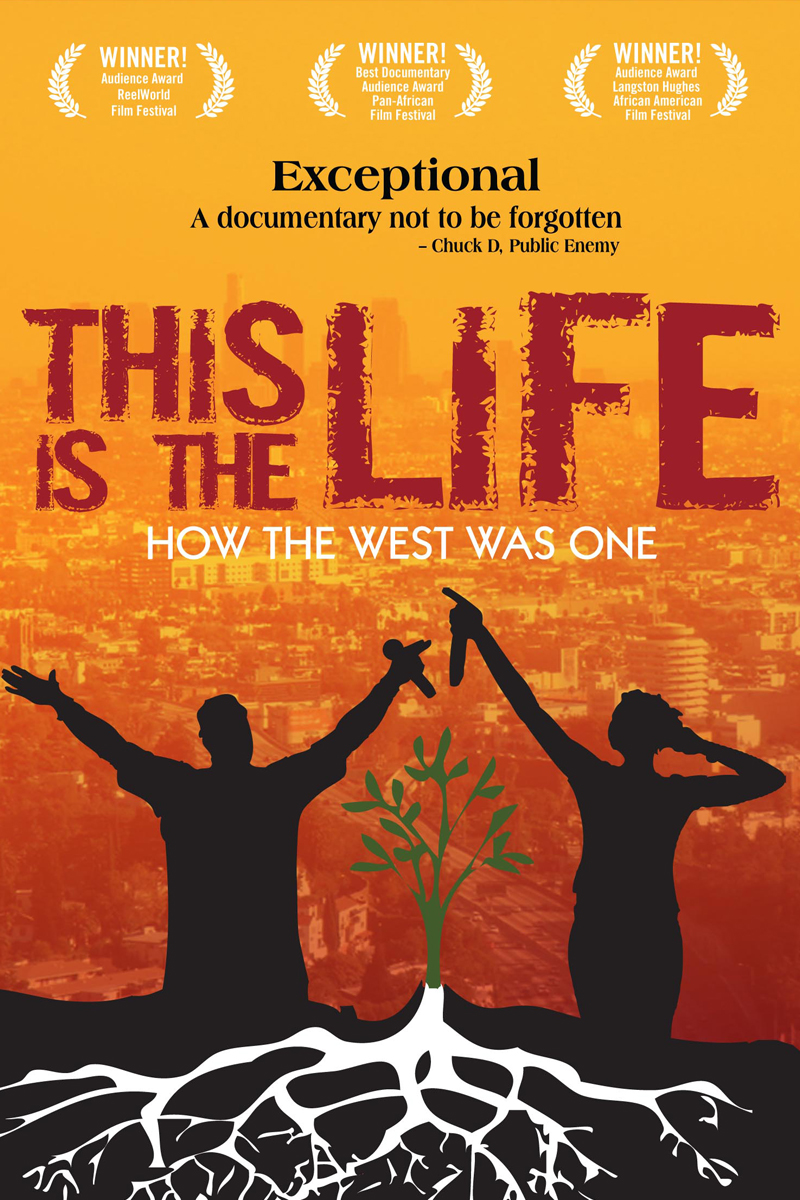 WINNER!
Audience Award
ReelWorld
Film Festival
WINNER!
Best Documentary
Audience Award
Pan-African
Film Festival
WINNER!
Audience Award
Langston Hughes
African American
Film Festival
Exceptional
A documentary not to be forgotten
– Chuck D, Public Enemy
THIS
IS THE
LIFE
HOW THE WEST WAS ONE